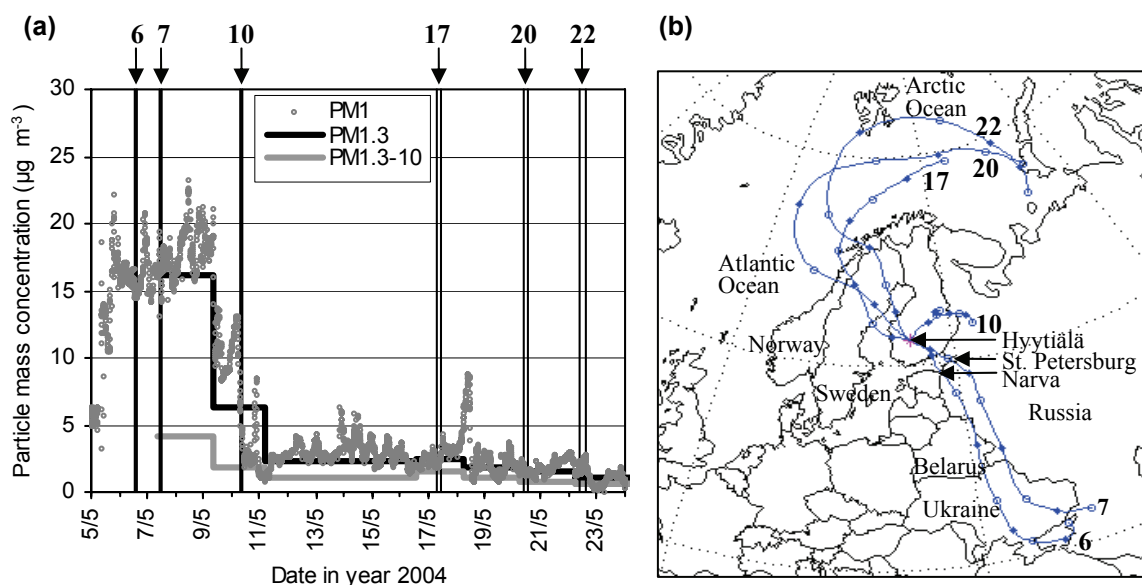 (a)
6 7 10 17 20 22
Particle mass concentration (µg m-3)
30
25
20
15
10
5
0
PM1
PM1.3
PM1.3-10
5/5 7/5 9/5 11/5 13/5 15/5 17/5 19/5 21/5 23/5
Date in year 2004
(b)
Arctic
Ocean
22
20
17
Atlantic
Ocean
10
Norway
Hyytiälä
St. Petersburg
Narva
Sweden
Russia
Belarus
Ukraine
7
6